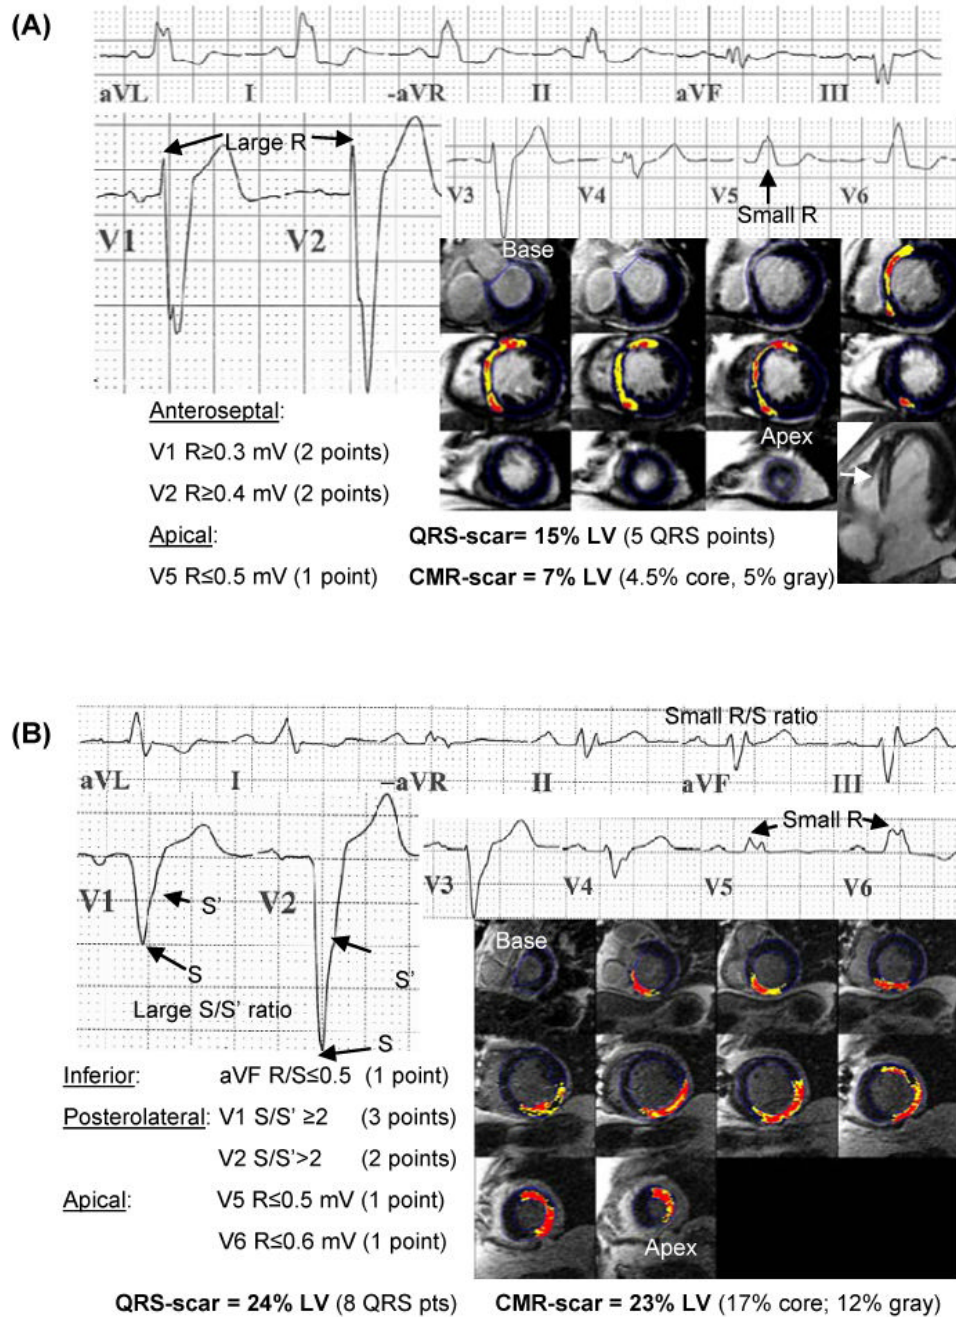 (A)
aVL I -aVR II aVF III
Large R
V1 V2 V3 V4 V5 V6
Small R
Base
Apex
Anteroseptal:
V1 R≥0.3 mV (2 points)
V2 R≥0.4 mV (2 points)
Apical:
V5 R≤0.5 mV (1 point)
QRS-scar= 15% LV (5 QRS points)
CMR-scar = 7% LV (4.5% core, 5% gray)
(B)
Small R/S ratio
aVL I -aVR II aVF III
Small R
V1 S' V2 V3 V4 V5 V6
S S'
Large S/S' ratio
S
Base
Apex
Inferior: aVF R/S≤0.5 (1 point)
Posterolateral: V1 S/S' ≥2 (3 points)
V2 S/S'>2 (2 points)
Apical: V5 R≤0.5 mV (1 point)
V6 R≤0.6 mV (1 point)
QRS-scar = 24% LV (8 QRS pts) CMR-scar = 23% LV (17% core; 12% gray)